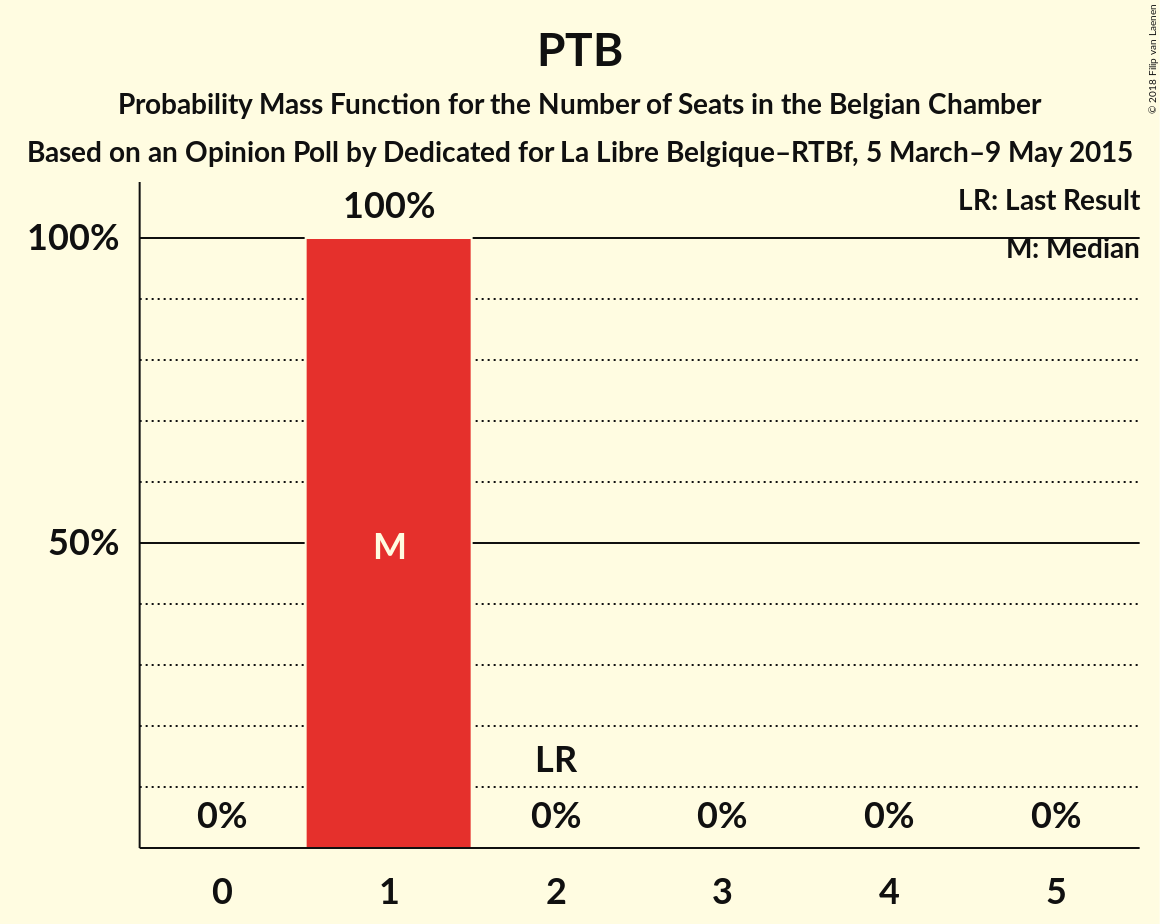 PTB
Probability Mass Function for the Number of Seats in the Belgian Chamber
Based on an Opinion Poll by Dedicated for La Libre Belgique–RTBf, 5 March–9 May 2015
© 2018 Filip van Laenen
LR: Last Result
M: Median
100%
100%
50%
M
LR
0%
0%
0%
0%
0%
0
1
2
3
4
5